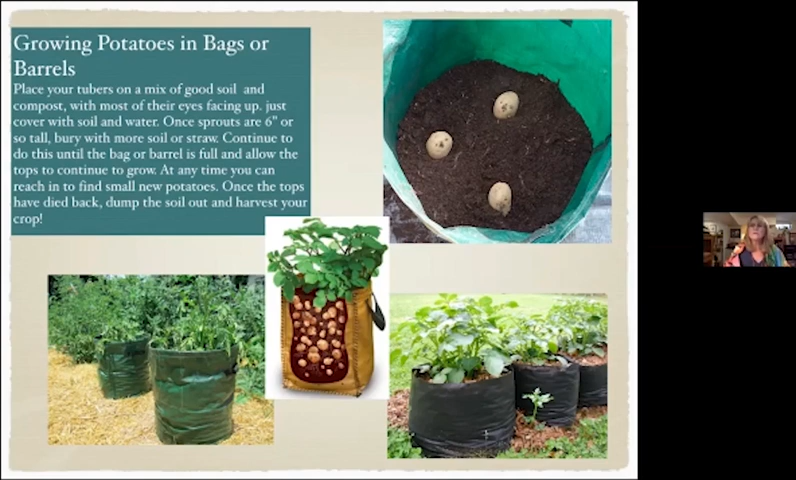 Growing Potatoes in Bags or
Barrels
Place your tubers on a mix of good soil and
compost, with most of their eyes facing up. just
cover with soil and water. Once sprouts are 6" or
so tall, bury with more soil or straw. Continue to
do this until the bag or barrel is full and allow the
tops to continue to grow. At any time you can
reach in to find small new potatoes. Once the tops
have died back, dump the soil out and harvest your
crop!